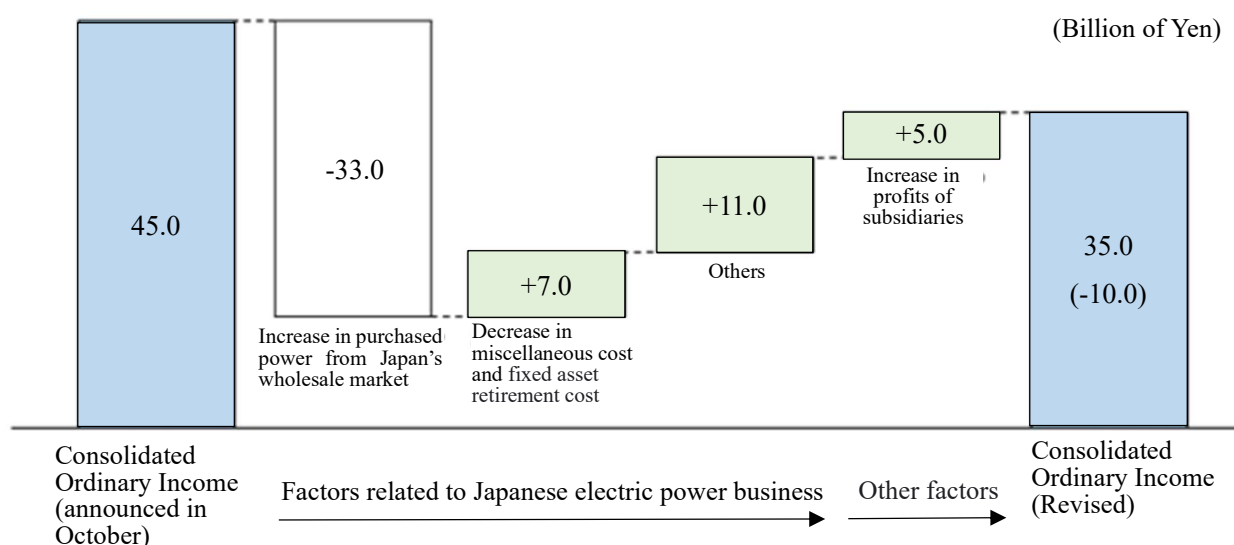 (Billion of Yen)
45.0
-33.0
Increase in purchased
power from Japan's
wholesale market
+7.0
Decrease in
miscellaneous cost
and fixed asset
retirement cost
+11.0
Others
+5.0
Increase in
profits of
subsidiaries
35.0
(-10.0)
Consolidated
Ordinary Income
(announced in
October)
Factors related to Japanese electric power business
Other factors
Consolidated
Ordinary Income
(Revised)